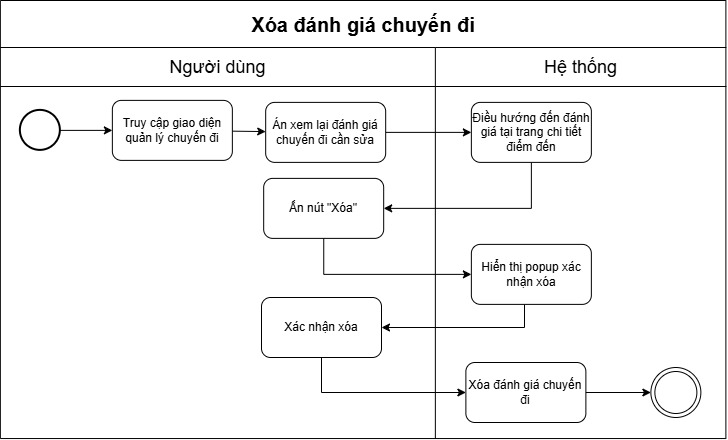 Xóa đánh giá chuyến đi
Người dùng
Hệ thống
Truy cập giao diện
quản lý chuyến đi
Ấn xem lại đánh giá
chuyến đi cần sửa
Điều hướng đến đánh
giá tại trang chi tiết
điểm đến
Ấn nút "Xóa"
Hiển thị popup xác
nhận xóa
Xác nhận xóa
Xóa đánh giá chuyến
đi